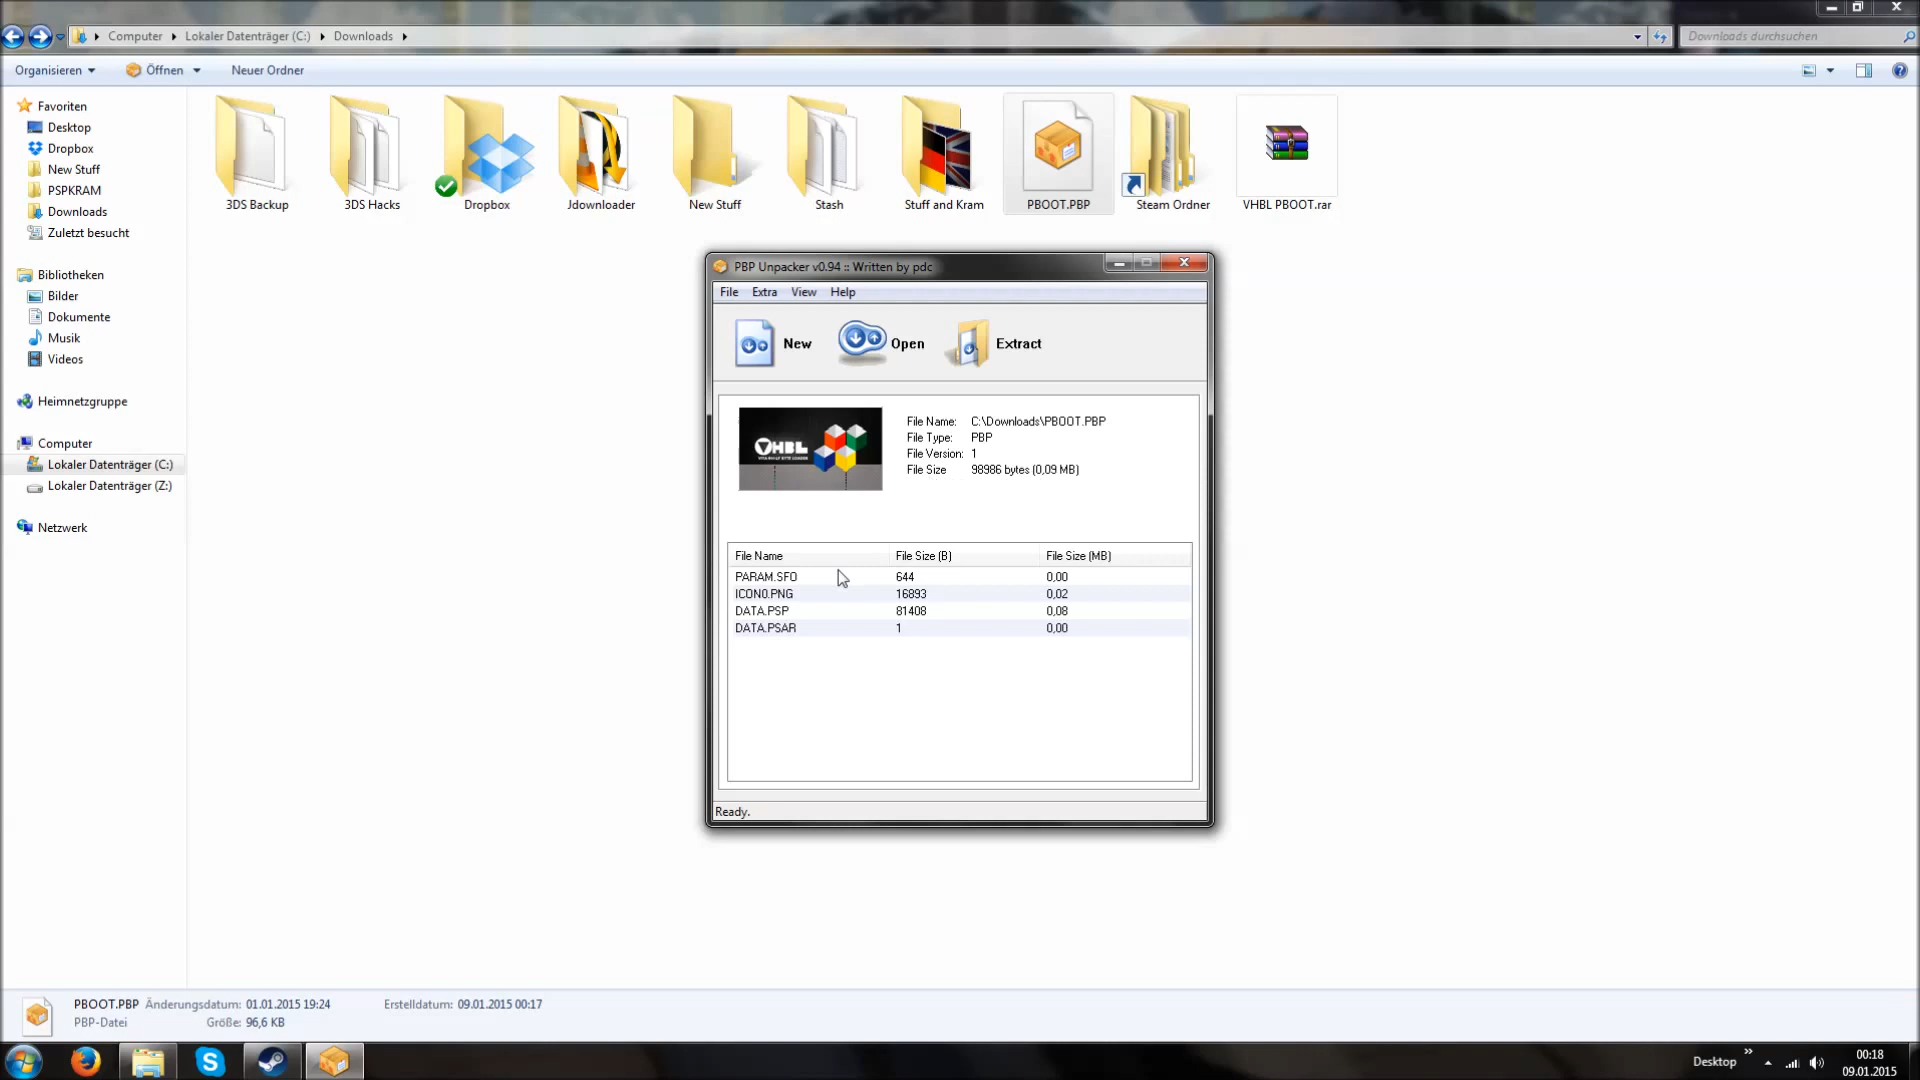 Computer
Lokaler Datenträger (C:)
Downloads
Downloads durchsuchen
Organisieren
Öffnen
Neuer Ordner
Favoriten
Desktop
Dropbox
New Stuff
PSPKRAM
Downloads
Zuletzt besucht
Bibliotheken
Bilder
Dokumente
Musik
Videos
Heimnetzgruppe
Computer
Lokaler Datenträger (C:)
Lokaler Datenträger (Z:)
Netzwerk
3DS Backup
3DS Hacks
Dropbox
Jdownloader
New Stuff
Stash
Stuff and Kram
PBOOT.PBP
Steam Ordner
VHBL PBOOT.rar
PBP Unpacker v0.94 :: Written by pdc
File Extra View Help
New Open Extract
VHBL
File Name: C:\Downloads\PBOOT.PBP
File Type: PBP
File Version: 1
File Size 98986 bytes (0,09 MB)
File Name File Size (B) File Size (MB)
PARAM.SFO 644 0,00
ICON0.PNG 16893 0,02
DATA.PSP 81408 0,08
DATA.PSAR 1 0,00
Ready.
PBOOT.PBP Änderungsdatum: 01.01.2015 19:24 Erstelldatum: 09.01.2015 00:17
PBP-Datei Größe: 96,6 KB
Desktop
00:18
09.01.2015